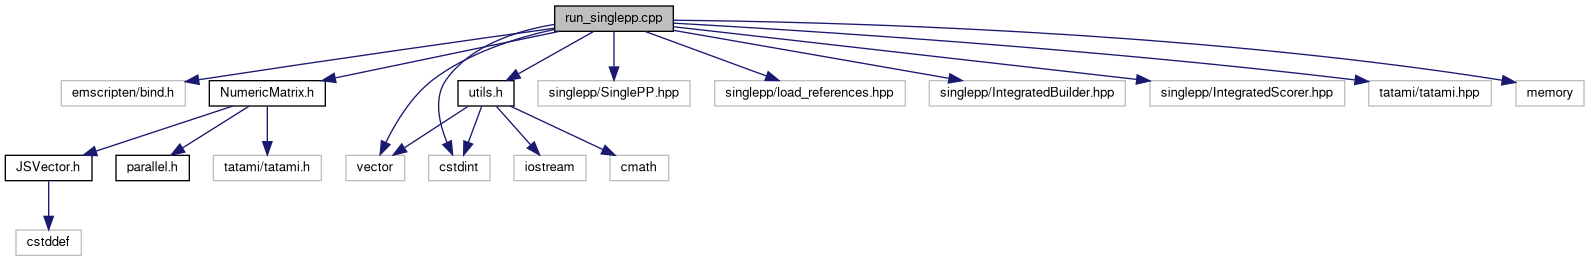 run_singlepp.cpp
emscripten/bind.h
NumericMatrix.h
utils.h
singlepp/SinglePP.hpp
singlepp/load_references.hpp
singlepp/IntegratedBuilder.hpp
singlepp/IntegratedScorer.hpp
tatami/tatami.hpp
memory
JSVector.h
parallel.h
tatami/tatami.h
vector
cstdint
iostream
cmath
cstddef